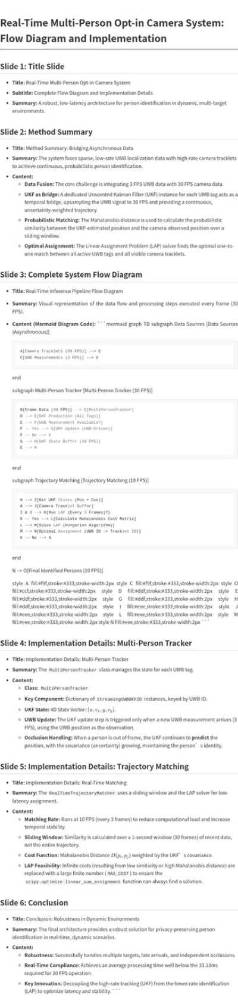 Real-Time Multi-Person Opt-in Camera System:
Flow Diagram and Implementation
Slide 1: Title Slide
• Title: Real-Time Multi-Person Opt-in Camera System
• Subtitle: Complete Flow Diagram and Implementation Details
• Summary: A robust, low-latency architecture for person identification in dynamic, multi-target
environments.
Slide 2: Method Summary
• Title: Method Summary: Bridging Asynchronous Data
• Summary: The system fuses sparse, low-rate UWB localization data with high-rate camera tracklets
to achieve continuous, probabilistic person identification.
• Content:
◦ Data Fusion: The core challenge is integrating 3 FPS UWB data with 30 FPS camera data.
◦ UKF as Bridge: A dedicated Unscented Kalman Filter (UKF) instance for each UWB tag acts as a
temporal bridge, upsampling the UWB signal to 30 FPS and providing a continuous,
uncertainty-weighted trajectory.
◦ Probabilistic Matching: The Mahalanobis distance is used to calculate the probabilistic
similarity between the UKF-estimated position and the camera-observed position over a
sliding window.
◦ Optimal Assignment: The Linear Assignment Problem (LAP) solver finds the optimal one-to-
one match between all active UWB tags and all visible camera tracklets.
Slide 3: Complete System Flow Diagram
• Title: Real-Time Inference Pipeline Flow Diagram
• Summary: Visual representation of the data flow and processing steps executed every frame (30
FPS).
• Content (Mermaid Diagram Code): ```mermaid graph TD subgraph Data Sources [Data Sources
(Asynchronous)]
A[Camera Tracklets (30 FPS)] --> B
C[UWB Measurements (3 FPS)] --> B
end
subgraph Multi-Person Tracker [Multi-Person Tracker (30 FPS)]
B{Frame Data (30 FPS)} --> D[MultiPersonTracker]
D --> E[UKF Prediction (All Tags)]
E --> F{UWB Measurement Available?}
F -- Yes --> G[UKF Update (UWB-Driven)]
F -- No --> E
G --> H[UKF State Buffer (30 FPS)]
E --> H
end
subgraph Trajectory Matching [Trajectory Matching (10 FPS)]
H --> I[Get UKF States (Pos + Cov)]
A --> J[Camera Tracklet Buffer]
I & J --> K{Run LAP (Every 3 Frames)?}
K -- Yes --> L[Calculate Mahalanobis Cost Matrix]
L --> M[Solve LAP (Hungarian Algorithm)]
M --> N[Optimal Assignment (UWB ID -> Tracklet ID)]
K -- No --> N
end
N --> O[Final Identified Persons (10 FPS)]
style A fill:#f9f,stroke:#333,stroke-width:2px style C fill:#f9f,stroke:#333,stroke-width:2px style O
fill:#ccf,stroke:#333,stroke-width:2px style D fill:#ddf,stroke:#333,stroke-width:2px style E
fill:#ddf,stroke:#333,stroke-width:2px style G fill:#ddf,stroke:#333,stroke-width:2px style H
fill:#ddf,stroke:#333,stroke-width:2px style I fill:#eee,stroke:#333,stroke-width:2px style J
fill:#eee,stroke:#333,stroke-width:2px style L fill:#eee,stroke:#333,stroke-width:2px style M
fill:#eee,stroke:#333,stroke-width:2px style N fill:#eee,stroke:#333,stroke-width:2px ```
Slide 4: Implementation Details: Multi-Person Tracker
• Title: Implementation Details: Multi-Person Tracker
• Summary: The MultiPersonTracker class manages the state for each UWB tag.
• Content:
◦ Class: MultiPersonTracker
◦ Key Component: Dictionary of StreamingUWBUKF2D instances, keyed by UWB ID.
◦ UKF State: 4D State Vector: (x, vₓ, y, vᵧ).
◦ UWB Update: The UKF update step is triggered only when a new UWB measurement arrives (3
FPS), using the UWB position as the observation.
◦ Occlusion Handling: When a person is out of frame, the UKF continues to predict the
position, with the covariance (uncertainty) growing, maintaining the person’s identity.
Slide 5: Implementation Details: Trajectory Matching
• Title: Implementation Details: Real-Time Matching
• Summary: The RealTimeTrajectoryMatcher uses a sliding window and the LAP solver for low-
latency assignment.
• Content:
◦ Matching Rate: Runs at 10 FPS (every 3 frames) to reduce computational load and increase
temporal stability.
◦ Sliding Window: Similarity is calculated over a 1-second window (30 frames) of recent data,
not the entire trajectory.
◦ Cost Function: Mahalanobis Distance D(pᵢ, pⱼ) weighted by the UKF’s covariance.
◦ LAP Feasibility: Infinite costs (resulting from low similarity or high Mahalanobis distance) are
replaced with a large finite number (MAX_COST) to ensure the
scipy.optimize.linear_sum_assignment function can always find a solution.
Slide 6: Conclusion
• Title: Conclusion: Robustness in Dynamic Environments
• Summary: The final architecture provides a robust solution for privacy-preserving person
identification in real-time, dynamic scenarios.
• Content:
◦ Robustness: Successfully handles multiple targets, late arrivals, and independent occlusions.
◦ Real-Time Compliance: Achieves an average processing time well below the 33.33ms
required for 30 FPS operation.
◦ Key Innovation: Decoupling the high-rate tracking (UKF) from the lower-rate identification
(LAP) to optimize latency and stability. ```